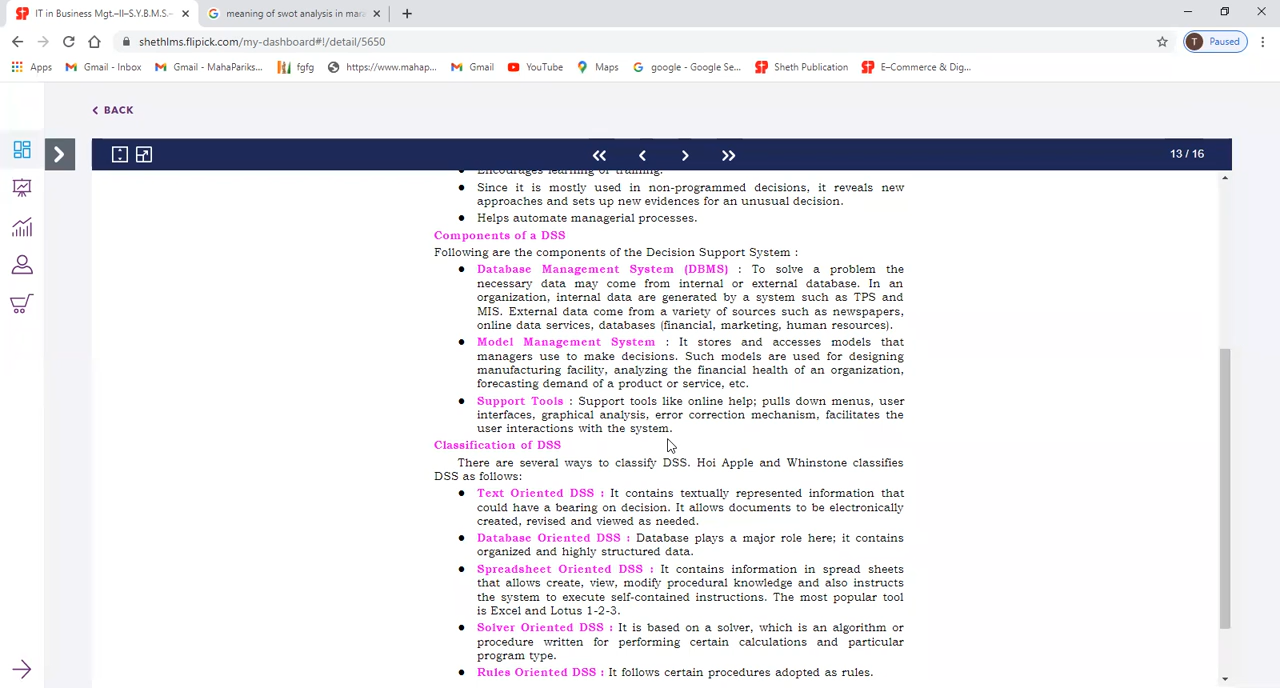 IT in Business Mgt.–II–S.Y.B.M.S.-
meaning of swot analysis in mara
shethlms.flipick.com/my-dashboard#!/detail/5650
T Paused
Apps Gmail - Inbox Gmail - MahaPariks... fgfg https://www.mahap... Gmail YouTube Maps google - Google Se... Sheth Publication E–Commerce & Dig...
BACK
13 / 16
Encourages learning or training.
• Since it is mostly used in non-programmed decisions, it reveals new
approaches and sets up new evidences for an unusual decision.
• Helps automate managerial processes.
Components of a DSS
Following are the components of the Decision Support System :
• Database Management System (DBMS) : To solve a problem the
necessary data may come from internal or external database. In an
organization, internal data are generated by a system such as TPS and
MIS. External data come from a variety of sources such as newspapers,
online data services, databases (financial, marketing, human resources).
• Model Management System : It stores and accesses models that
managers use to make decisions. Such models are used for designing
manufacturing facility, analyzing the financial health of an organization,
forecasting demand of a product or service, etc.
• Support Tools : Support tools like online help; pulls down menus, user
interfaces, graphical analysis, error correction mechanism, facilitates the
user interactions with the system.
Classification of DSS
There are several ways to classify DSS. Hoi Apple and Whinstone classifies
DSS as follows:
• Text Oriented DSS : It contains textually represented information that
could have a bearing on decision. It allows documents to be electronically
created, revised and viewed as needed.
• Database Oriented DSS : Database plays a major role here; it contains
organized and highly structured data.
• Spreadsheet Oriented DSS : It contains information in spread sheets
that allows create, view, modify procedural knowledge and also instructs
the system to execute self-contained instructions. The most popular tool
is Excel and Lotus 1-2-3.
• Solver Oriented DSS : It is based on a solver, which is an algorithm or
procedure written for performing certain calculations and particular
program type.
• Rules Oriented DSS : It follows certain procedures adopted as rules.